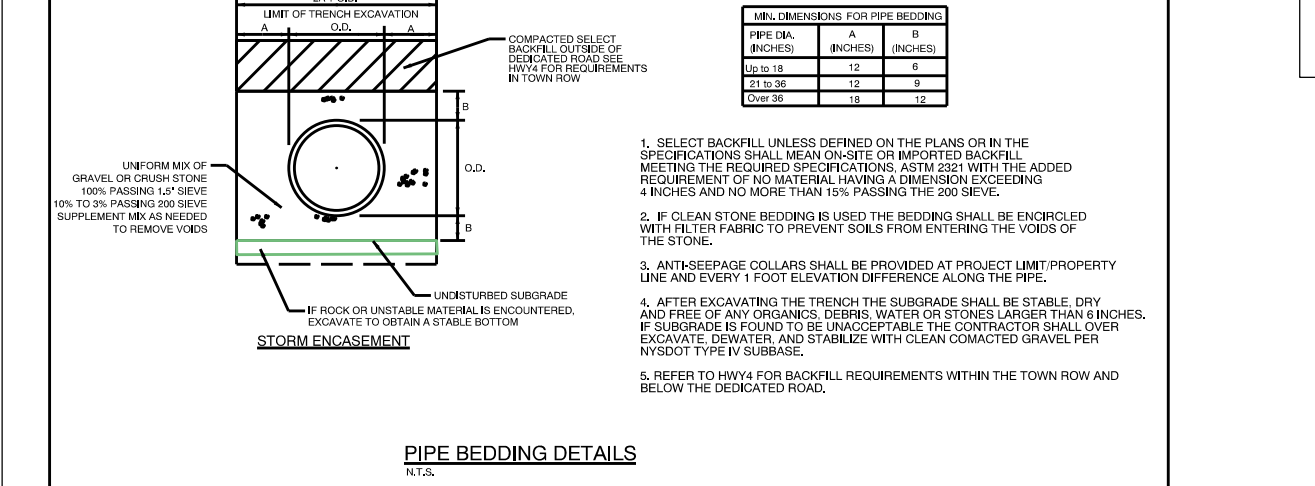 LIMIT OF TRENCH EXCAVATION
A O.D. A
COMPACTED SELECT
BACKFILL OUTSIDE OF
DEDICATED ROAD SEE
HWY4 FOR REQUIREMENTS
IN TOWN ROW
B
O.D.
B
UNIFORM MIX OF
GRAVEL OR CRUSH STONE
100% PASSING 1.5" SIEVE
10% TO 3% PASSING 200 SIEVE
SUPPLEMENT MIX AS NEEDED
TO REMOVE VOIDS
UNDISTURBED SUBGRADE
IF ROCK OR UNSTABLE MATERIAL IS ENCOUNTERED,
EXCAVATE TO OBTAIN A STABLE BOTTOM
STORM ENCASEMENT
MIN. DIMENSIONS FOR PIPE BEDDING
PIPE DIA. A B
(INCHES) (INCHES) (INCHES)
Up to 18 12 6
21 to 36 12 9
Over 36 18 12
1. SELECT BACKFILL UNLESS DEFINED ON THE PLANS OR IN THE
SPECIFICATIONS SHALL MEAN ON-SITE OR IMPORTED BACKFILL
MEETING THE REQUIRED SPECIFICATIONS, ASTM 2321 WITH THE ADDED
REQUIREMENT OF NO MATERIAL HAVING A DIMENSION EXCEEDING
4 INCHES AND NO MORE THAN 15% PASSING THE 200 SIEVE.
2. IF CLEAN STONE BEDDING IS USED THE BEDDING SHALL BE ENCIRCLED
WITH FILTER FABRIC TO PREVENT SOILS FROM ENTERING THE VOIDS OF
THE STONE.
3. ANTI-SEEPAGE COLLARS SHALL BE PROVIDED AT PROJECT LIMIT/PROPERTY
LINE AND EVERY 1 FOOT ELEVATION DIFFERENCE ALONG THE PIPE.
4. AFTER EXCAVATING THE TRENCH THE SUBGRADE SHALL BE STABLE, DRY
AND FREE OF ANY ORGANICS, DEBRIS, WATER OR STONES LARGER THAN 6 INCHES.
IF SUBGRADE IS FOUND TO BE UNACCEPTABLE THE CONTRACTOR SHALL OVER
EXCAVATE, DEWATER, AND STABILIZE WITH CLEAN COMACTED GRAVEL PER
NYSDOT TYPE IV SUBBASE.
5. REFER TO HWY4 FOR BACKFILL REQUIREMENTS WITHIN THE TOWN ROW AND
BELOW THE DEDICATED ROAD.
PIPE BEDDING DETAILS
N.T.S.